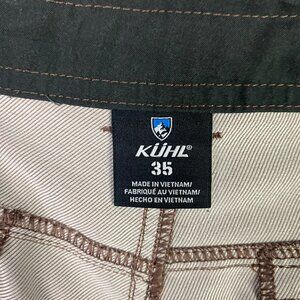 KÜHL®
35
MADE IN VIETNAM/
FABRIQUÉ AU VIETNAM/
HECHO EN VIETNAM